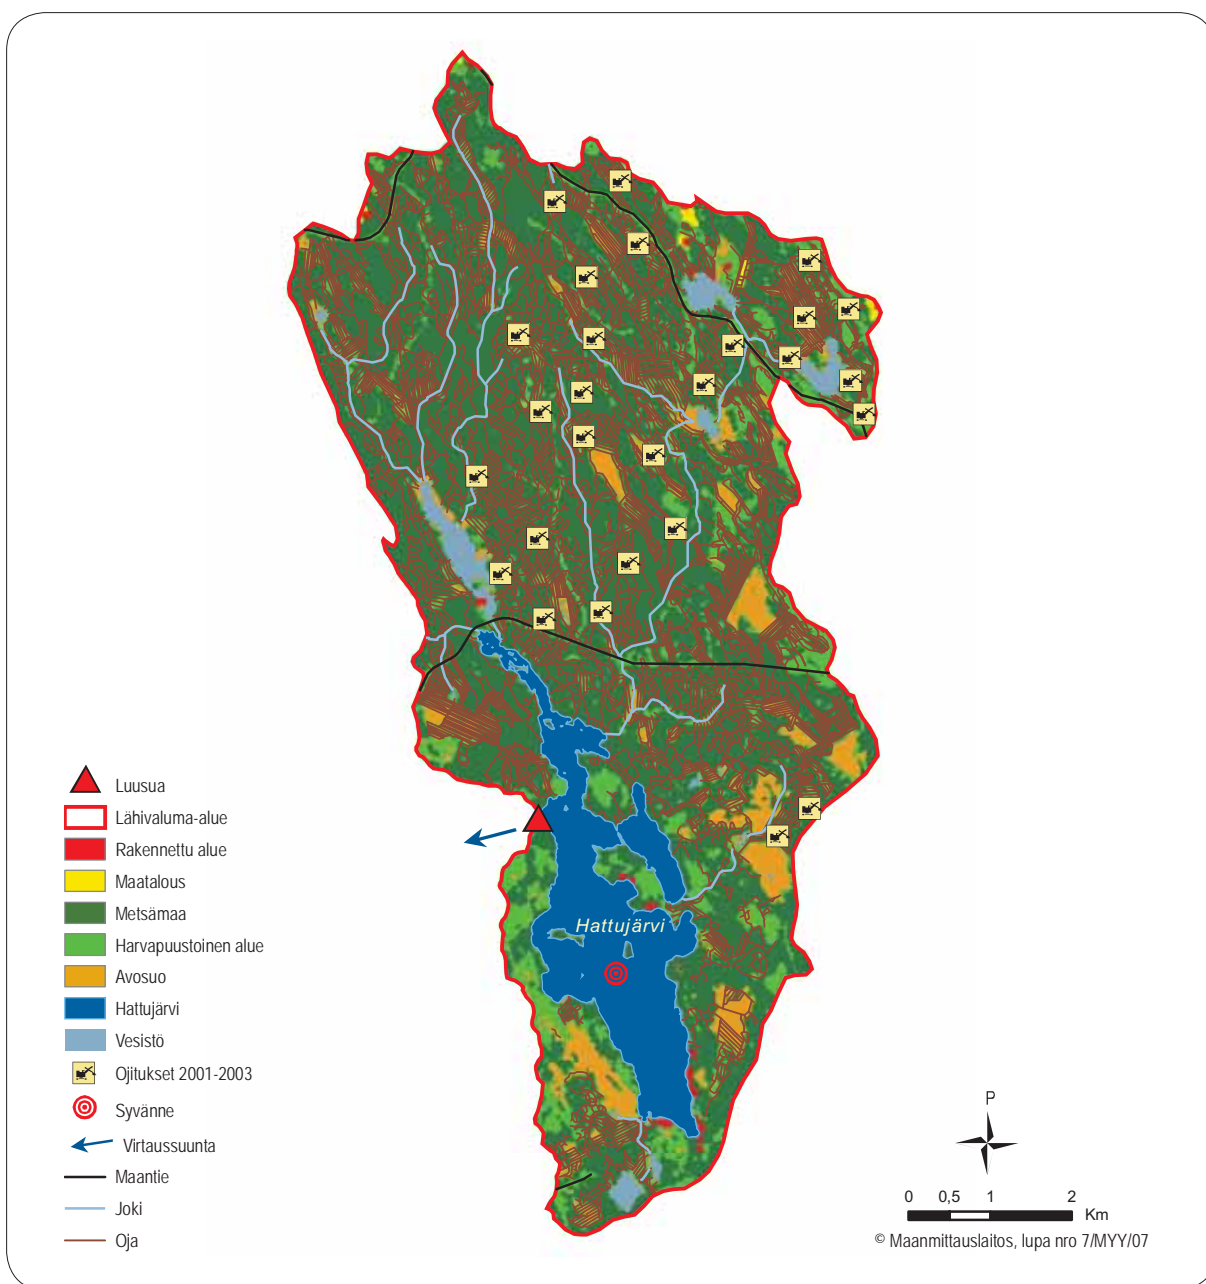 Luusua
Lähivaluma-alue
Rakennettu alue
Maatalous
Metsämaa
Harvapuustoinen alue
Avosuo
Hattujärvi
Vesistö
Ojitukset 2001-2003
Syvänne
Virtaussuunta
Maantie
Joki
Oja
Hattujärvi
P
0 0,5 1 2
Km
© Maanmittauslaitos, lupa nro 7/MYY/07